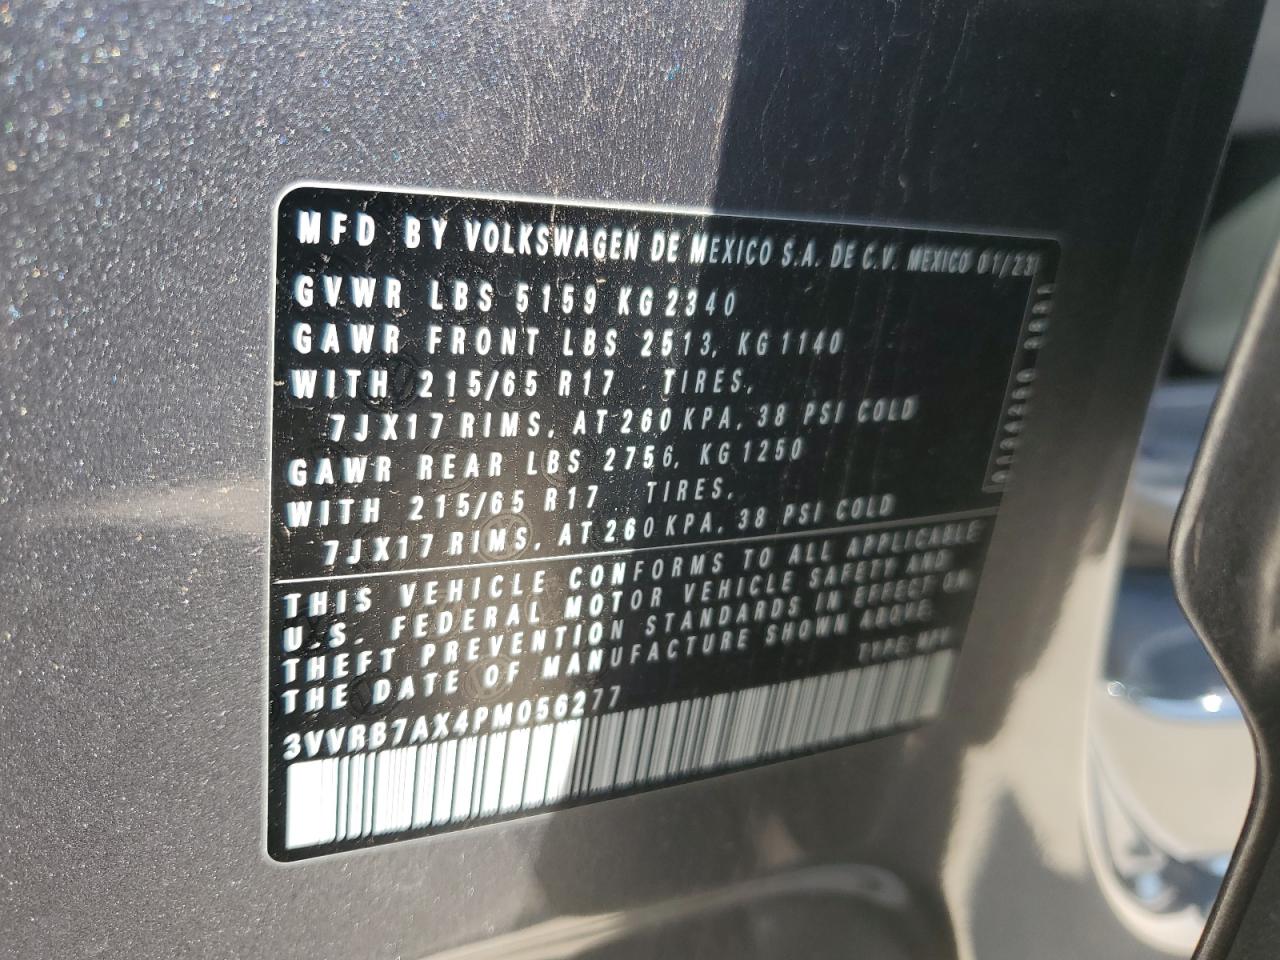 MFD BY VOLKSWAGEN DE MEXICO S.A. DE C.V. MEXICO 01/23
GVWR LBS 5159 KG 2340
GAWR FRONT LBS 2513, KG 1140
WITH 215/65 R17 TIRES,
7JX17 RIMS, AT 260 KPA, 38 PSI COLD
GAWR REAR LBS 2756, KG 1250
WITH 215/65 R17 TIRES,
7JX17 RIMS, AT 260 KPA, 38 PSI COLD
THIS VEHICLE CONFORMS TO ALL APPLICABLE
U.S. FEDERAL MOTOR VEHICLE SAFETY AND
THEFT PREVENTION STANDARDS IN EFFECT ON
THE DATE OF MANUFACTURE SHOWN ABOVE.
TYPE: MPV
3VVRB7AX4PM056277